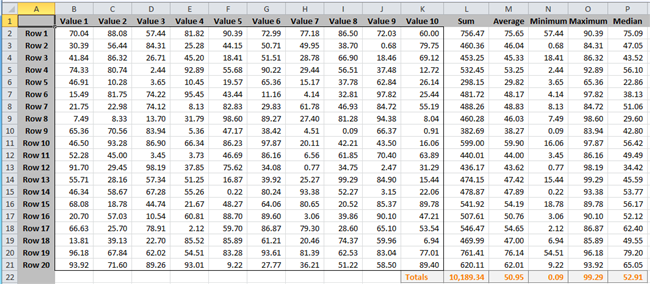 A B C D E F G H I J K L M N O P
1 Value 1 Value 2 Value 3 Value 4 Value 5 Value 6 Value 7 Value 8 Value 9 Value 10 Sum Average Minimum Maximum Median
2 Row 1 70.04 88.08 57.44 81.82 90.39 72.99 77.18 86.50 72.03 60.00 756.47 75.65 57.44 90.39 75.09
3 Row 2 30.39 56.44 84.31 25.28 44.15 50.71 49.95 38.70 0.68 79.75 460.36 46.04 0.68 84.31 47.05
4 Row 3 41.84 86.32 26.71 45.20 18.41 51.51 28.78 66.90 18.46 69.12 453.25 45.33 18.41 86.32 43.52
5 Row 4 74.33 80.74 2.44 92.89 55.68 90.22 29.44 56.51 37.48 12.72 532.45 53.25 2.44 92.89 56.10
6 Row 5 46.91 10.28 3.65 10.45 19.57 65.36 15.17 37.78 62.84 26.14 298.15 29.82 3.65 65.36 22.86
7 Row 6 15.49 81.75 74.22 95.45 43.44 11.16 4.14 32.81 97.82 25.44 481.72 48.17 4.14 97.82 38.13
8 Row 7 21.75 22.98 74.12 8.13 82.83 29.83 61.78 46.93 84.72 55.19 488.26 48.83 8.13 84.72 51.06
9 Row 8 7.49 8.33 13.70 31.79 98.60 89.27 27.40 81.28 94.38 8.04 460.28 46.03 7.49 98.60 29.60
10 Row 9 65.36 70.56 83.94 5.36 47.17 38.42 4.51 0.09 66.37 0.91 382.69 38.27 0.09 83.94 42.80
11 Row 10 46.50 93.28 86.90 66.34 86.23 97.87 20.11 42.21 43.50 16.06 599.00 59.90 16.06 97.87 56.42
12 Row 11 52.28 45.00 3.45 3.73 46.69 86.16 6.56 61.85 70.40 63.89 440.01 44.00 3.45 86.16 49.49
13 Row 12 91.70 29.45 98.19 37.85 75.62 34.08 0.77 34.75 2.47 31.29 436.17 43.62 0.77 98.19 34.42
14 Row 13 55.71 28.16 57.34 51.25 16.87 39.92 25.27 99.29 84.90 15.44 474.15 47.42 15.44 99.29 45.59
15 Row 14 46.34 58.67 67.28 55.26 0.22 80.24 93.38 52.27 3.15 22.06 478.87 47.89 0.22 93.38 53.77
16 Row 15 68.08 18.78 44.74 21.67 48.27 64.06 80.65 20.52 85.37 89.78 541.92 54.19 18.78 89.78 56.17
17 Row 16 20.70 57.03 10.54 60.81 88.70 89.60 3.06 39.86 90.10 47.21 507.61 50.76 3.06 90.10 52.12
18 Row 17 66.63 25.70 78.91 2.12 59.70 86.87 79.30 28.60 65.10 53.54 546.47 54.65 2.12 86.87 62.40
19 Row 18 13.81 39.13 22.70 85.52 85.89 61.21 20.46 74.37 59.96 6.94 469.99 47.00 6.94 85.89 49.55
20 Row 19 96.18 67.84 62.02 54.51 83.28 93.61 81.39 62.53 83.04 77.01 761.41 76.14 54.51 96.18 79.20
21 Row 20 93.92 71.60 89.26 93.01 9.22 27.77 36.21 51.22 58.50 89.40 620.11 62.01 9.22 93.92 65.05
22 Totals 10,189.34 50.95 0.09 99.29 52.91